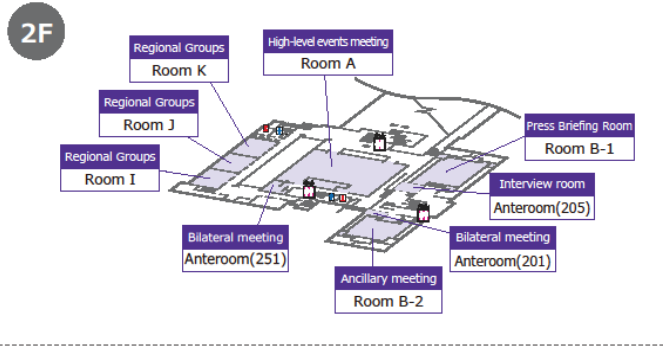 2F
Regional Groups
Room K
High-level events meeting
Room A
Regional Groups
Room J
Press Briefing Room
Room B-1
Regional Groups
Room I
Interview room
Anteroom(205)
Bilateral meeting
Anteroom(251)
Bilateral meeting
Anteroom(201)
Ancillary meeting
Room B-2